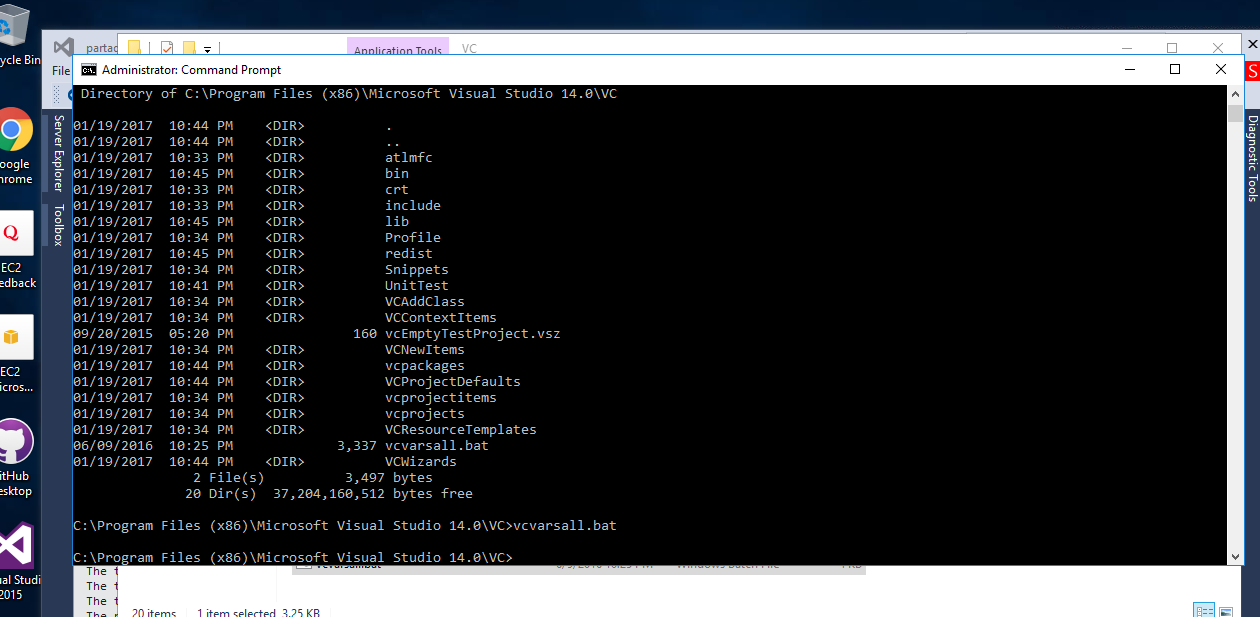 cycle Bin
partac
Application Tools
VC
File
Administrator: Command Prompt
S
Directory of C:\Program Files (x86)\Microsoft Visual Studio 14.0\VC
01/19/2017 10:44 PM <DIR> .
01/19/2017 10:44 PM <DIR> ..
01/19/2017 10:33 PM <DIR> atlmfc
01/19/2017 10:45 PM <DIR> bin
01/19/2017 10:33 PM <DIR> crt
01/19/2017 10:33 PM <DIR> include
01/19/2017 10:45 PM <DIR> lib
01/19/2017 10:34 PM <DIR> Profile
01/19/2017 10:45 PM <DIR> redist
01/19/2017 10:34 PM <DIR> Snippets
01/19/2017 10:41 PM <DIR> UnitTest
01/19/2017 10:34 PM <DIR> VCAddClass
01/19/2017 10:34 PM <DIR> VCContextItems
09/20/2015 05:20 PM 160 vcEmptyTestProject.vsz
01/19/2017 10:34 PM <DIR> VCNewItems
01/19/2017 10:44 PM <DIR> vcpackages
01/19/2017 10:44 PM <DIR> VCProjectDefaults
01/19/2017 10:34 PM <DIR> vcprojectitems
01/19/2017 10:34 PM <DIR> vcprojects
01/19/2017 10:34 PM <DIR> VCResourceTemplates
06/09/2016 10:25 PM 3,337 vcvarsall.bat
01/19/2017 10:44 PM <DIR> VCWizards
2 File(s) 3,497 bytes
20 Dir(s) 37,204,160,512 bytes free
C:\Program Files (x86)\Microsoft Visual Studio 14.0\VC>vcvarsall.bat
C:\Program Files (x86)\Microsoft Visual Studio 14.0\VC>
Server Explorer
Toolbox
Diagnostic Tools
oogle
hrome
EC2
edback
EC2
icros...
itHub
esktop
ual Studi
2015
The t
The t
The t
20 items
1 item selected 3.25 KB